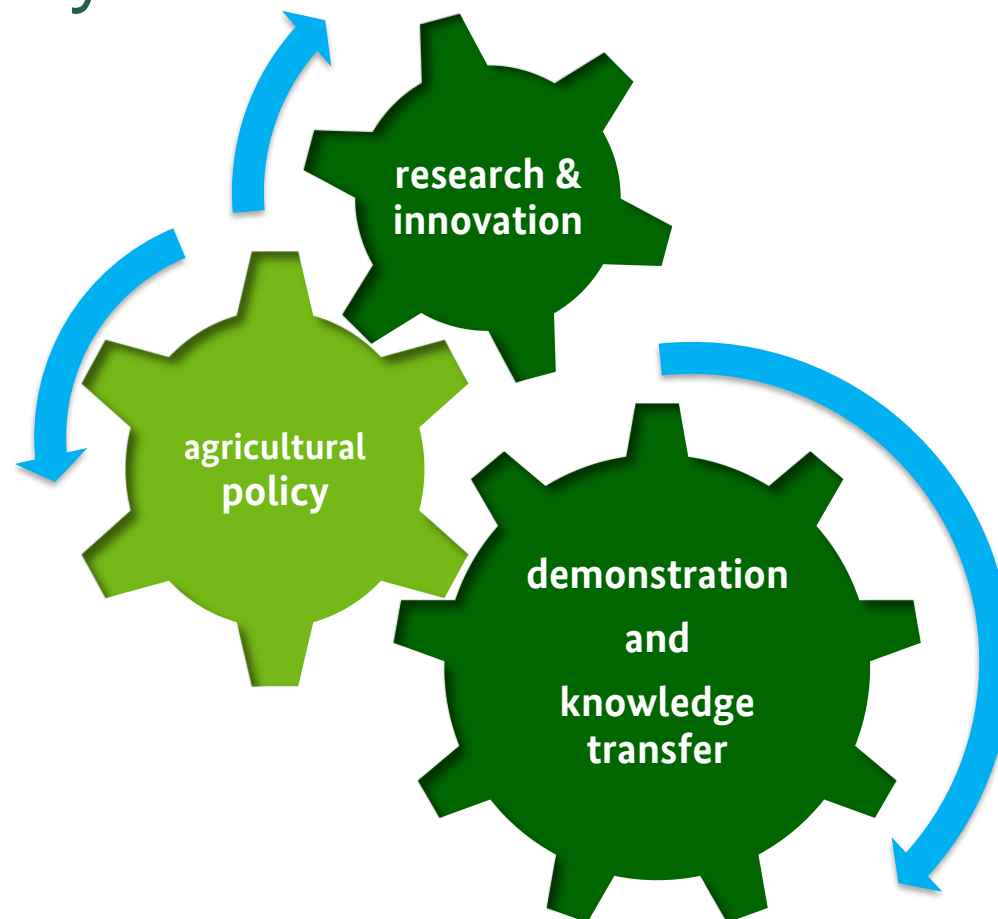 research &
innovation
agricultural
policy
demonstration
and
knowledge
transfer